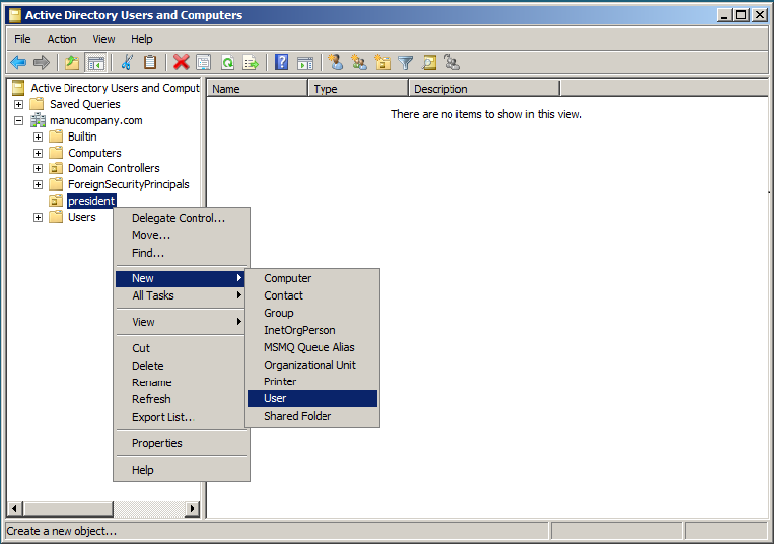 Active Directory Users and Computers
File Action View Help
Active Directory Users and Comput
Saved Queries
manucompany.com
Builtin
Computers
Domain Controllers
ForeignSecurityPrincipals
president
Users
Name Type Description
There are no items to show in this view.
Delegate Control...
Move...
Find...
New
All Tasks
View
Cut
Delete
Rename
Refresh
Export List...
Properties
Help
Computer
Contact
Group
InetOrgPerson
MSMQ Queue Alias
Organizational Unit
Printer
User
Shared Folder
Create a new object...